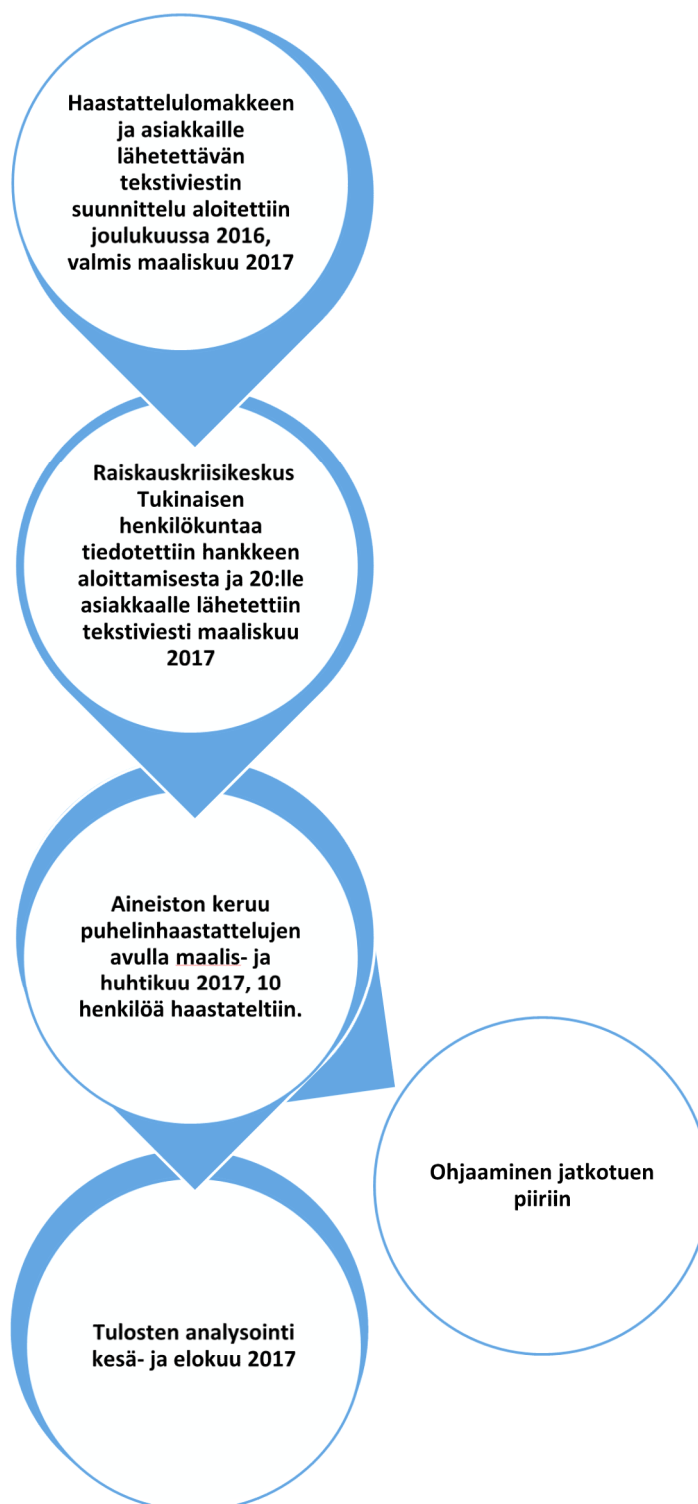 Haastattelulomakkeen
ja asiakkaille
lähetettävän
tekstiviestin
suunnittelu aloitettiin
joulukuussa 2016,
valmis maaliskuu 2017
Raiskauskriisikeskus
Tukinaisen
henkilökuntaa
tiedotettiin hankkeen
aloittamisesta ja 20:lle
asiakkaalle lähetettiin
tekstiviesti maaliskuu
2017
Aineiston keruu
puhelinhaastattelujen
avulla maalis- ja
huhtikuu 2017, 10
henkilöä haastateltiin.
Ohjaaminen jatkotuen
piiriin
Tulosten analysointi
kesä- ja elokuu 2017